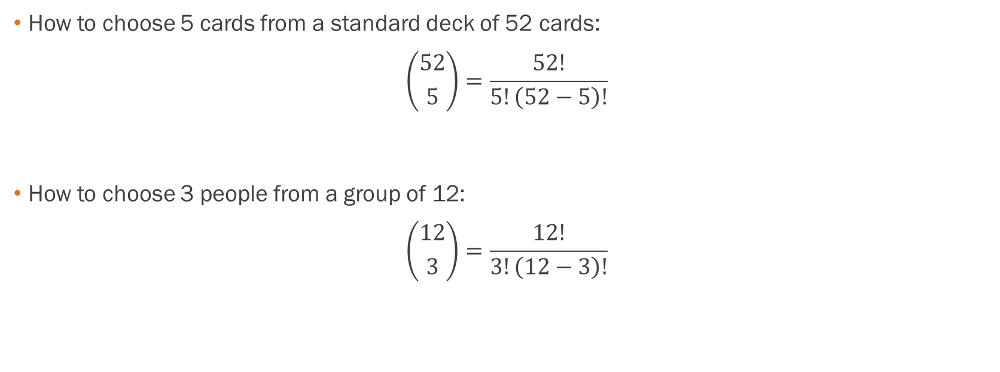 • How to choose 5 cards from a standard deck of 52 cards:
(52
5) = 52!
5! (52 − 5)!
• How to choose 3 people from a group of 12:
(12
3) = 12!
3! (12 − 3)!